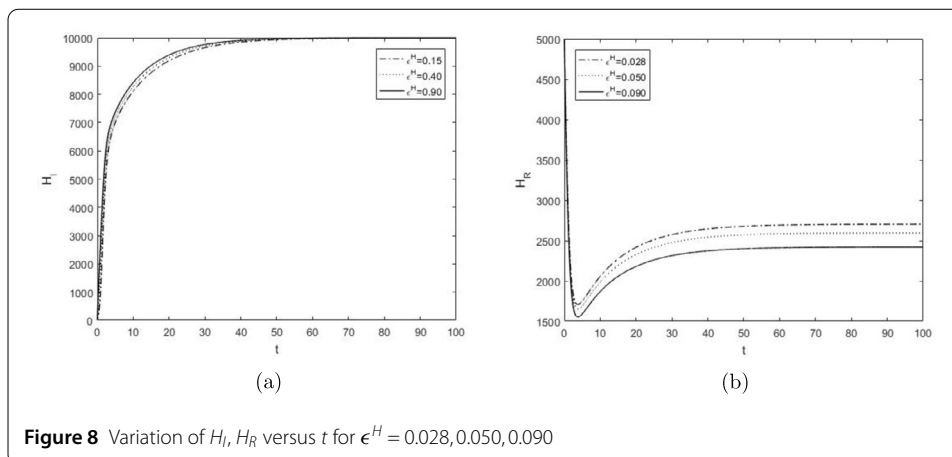 10000
9000
8000
7000
6000
5000
4000
3000
2000
1000
0
H_I
0 10 20 30 40 50 60 70 80 90 100
t
ϵ^H=0.15
ϵ^H=0.40
ϵ^H=0.90
(a)
5000
4500
4000
3500
3000
2500
2000
1500
H_R
0 10 20 30 40 50 60 70 80 90 100
t
ϵ^H=0.028
ϵ^H=0.050
ϵ^H=0.090
(b)
Figure 8 Variation of H_I, H_R versus t for ϵ^H = 0.028, 0.050, 0.090